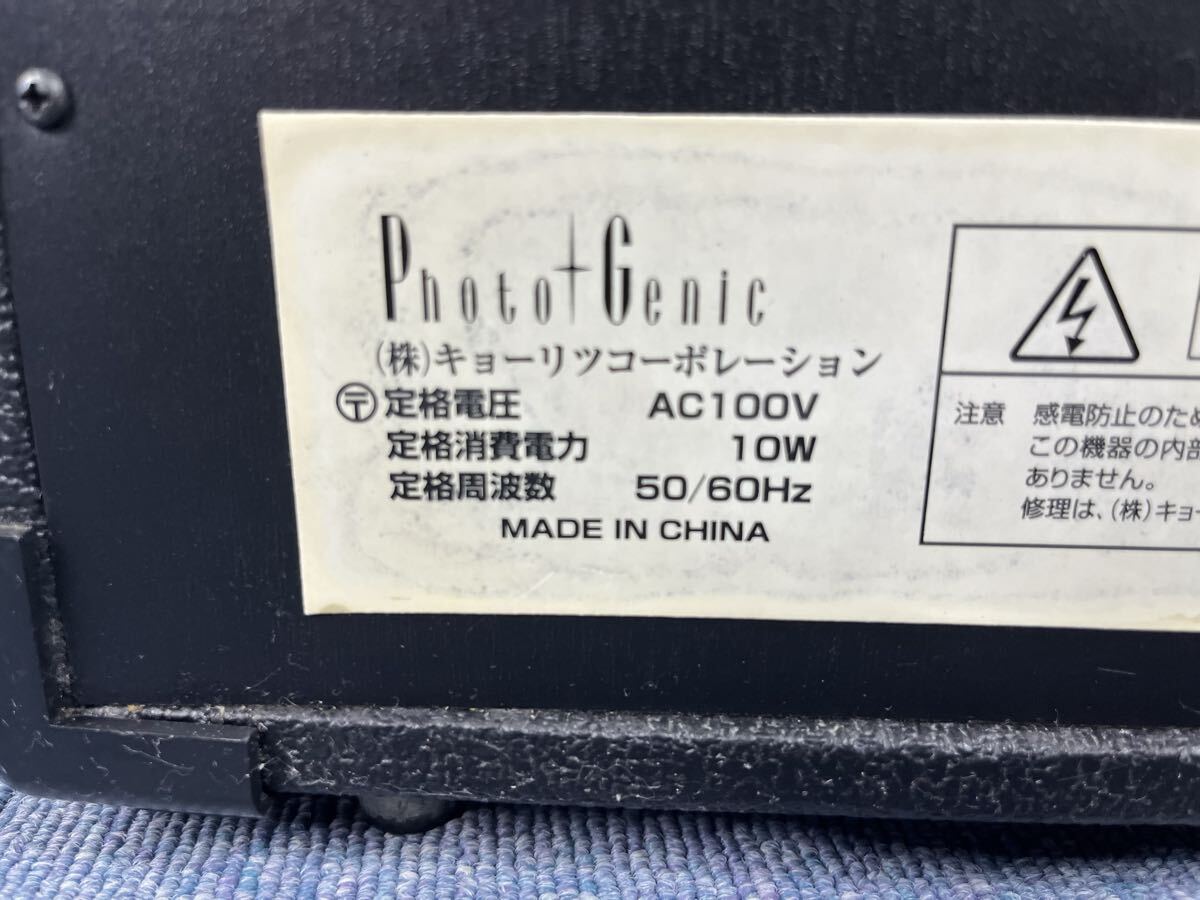 Photo Genic
(株)キョーリツコーポレーション
〶定格電圧 AC100V
定格消費電力 10W
定格周波数 50/60Hz
MADE IN CHINA
注意 感電防止のため
この機器の内部
ありません。
修理は、(株)キョー